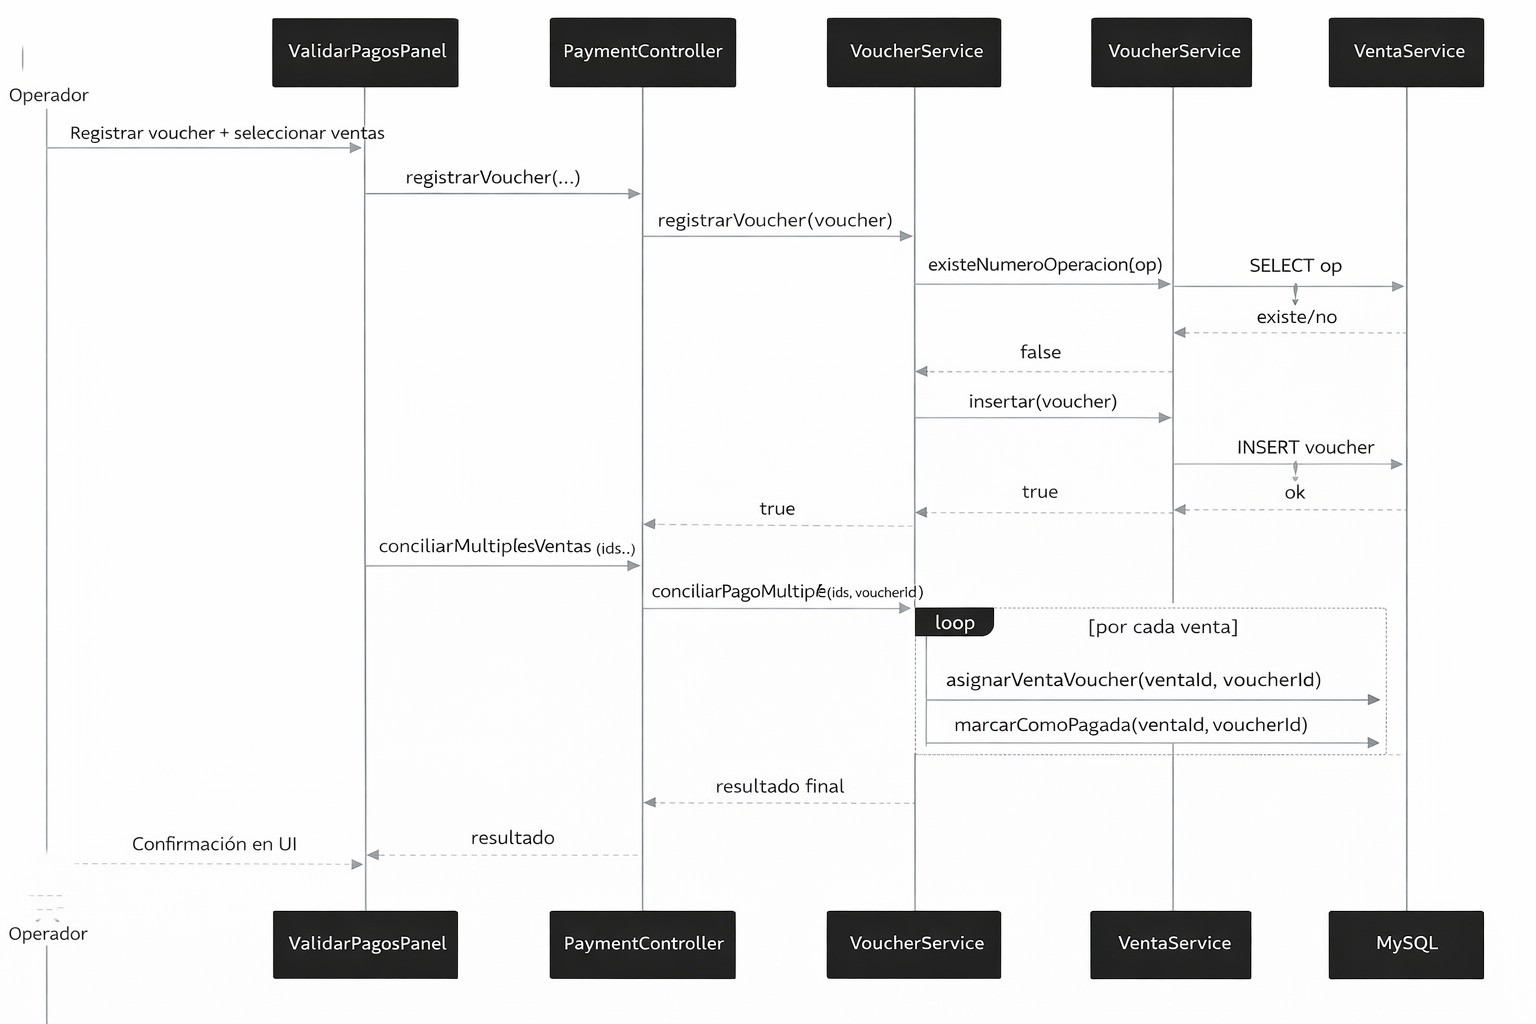 ValidarPagosPanel
PaymentController
VoucherService
VoucherService
VentaService
Operador
Registrar voucher + seleccionar ventas
registrarVoucher(...)
registrarVoucher(voucher)
existeNumeroOperacion(op)
SELECT op
existe/no
false
insertar(voucher)
INSERT voucher
true
ok
true
conciliarMultiplesVentas (ids..)
conciliarPagoMultiple(ids, voucherId)
loop
[por cada venta]
asignarVentaVoucher(ventaId, voucherId)
marcarComoPagada(ventaId, voucherId)
resultado final
resultado
Confirmación en UI
Operador
ValidarPagosPanel
PaymentController
VoucherService
VentaService
MySQL